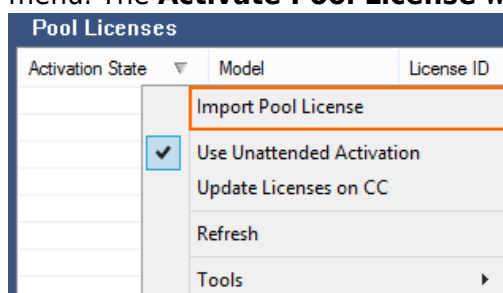 menu. The Activate Pool License w
Pool Licenses
Activation State Model License ID
Import Pool License
Use Unattended Activation
Update Licenses on CC
Refresh
Tools